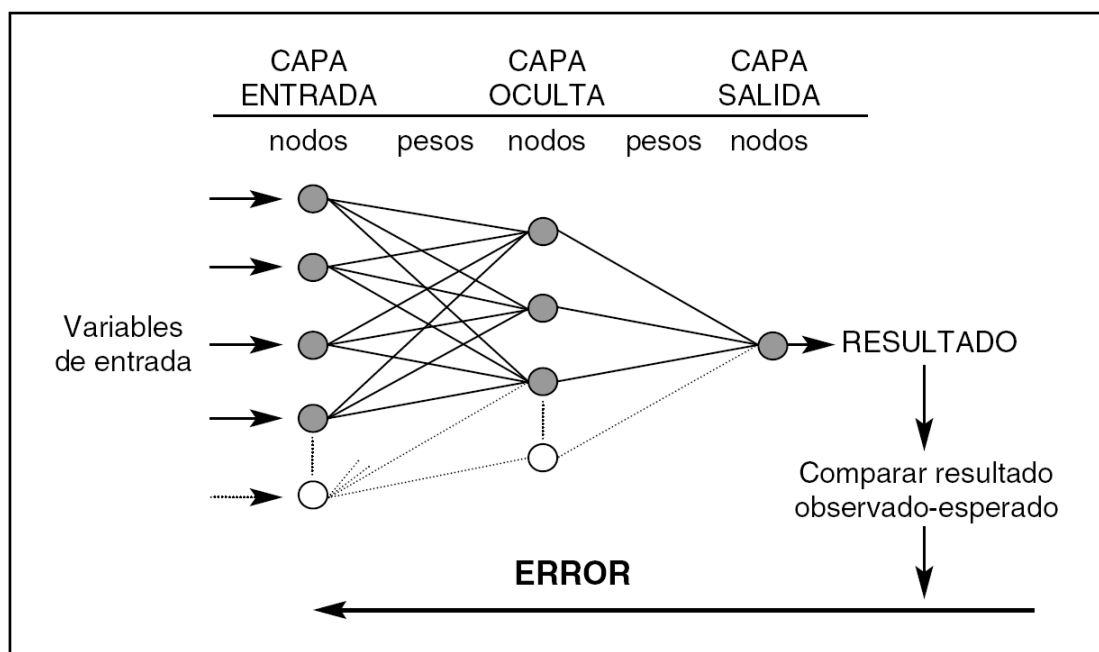 CAPA
ENTRADA
CAPA
OCULTA
CAPA
SALIDA
nodos
pesos
nodos
pesos
nodos
Variables
de entrada
RESULTADO
Comparar resultado
observado-esperado
ERROR